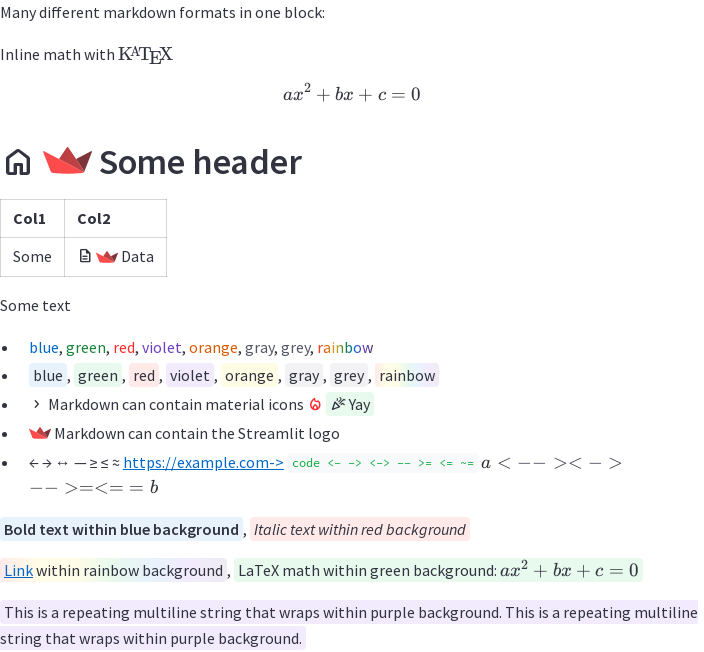 Many different markdown formats in one block:
Inline math with KATEX
ax² + bx + c = 0
Some header
Col1 Col2
Some Data
Some text
• blue, green, red, violet, orange, gray, grey, rainbow
• blue, green, red, violet, orange, gray, grey, rainbow
• Markdown can contain material icons Yay
• Markdown can contain the Streamlit logo
• ← → ↔ — ≥ ≤ ≈ https://example.com-> code <- -> <-> -- >= <= ~= a < −− >< − >
−− >=<== b
Bold text within blue background, Italic text within red background
Link within rainbow background, LaTeX math within green background: ax² + bx + c = 0
This is a repeating multiline string that wraps within purple background. This is a repeating multiline
string that wraps within purple background.